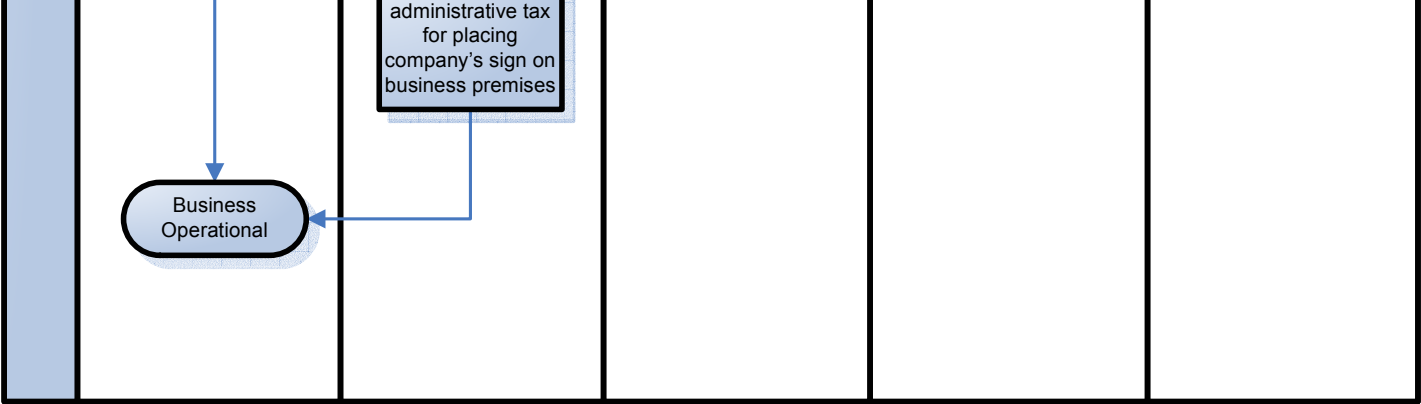 administrative tax
for placing
company's sign on
business premises
Business
Operational